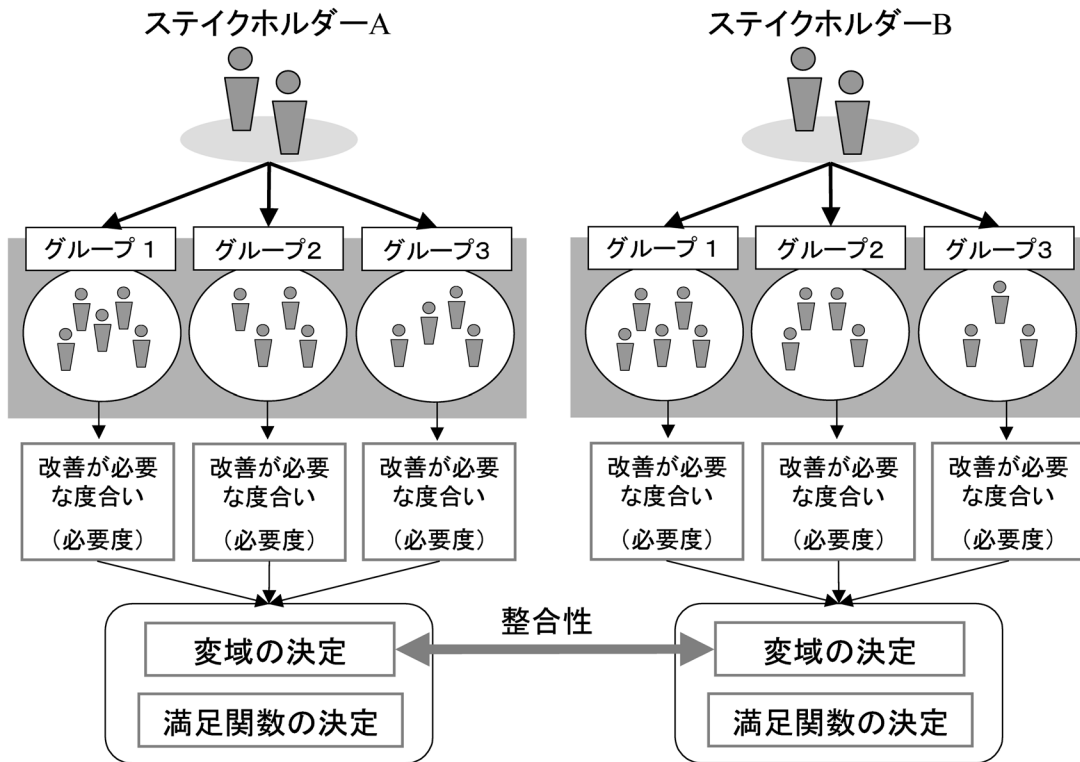 ステイクホルダーA
ステイクホルダーB
グループ1
グループ2
グループ3
グループ1
グループ2
グループ3
改善が必要
な度合い
（必要度）
改善が必要
な度合い
（必要度）
改善が必要
な度合い
（必要度）
改善が必要
な度合い
（必要度）
改善が必要
な度合い
（必要度）
改善が必要
な度合い
（必要度）
整合性
変域の決定
変域の決定
満足関数の決定
満足関数の決定